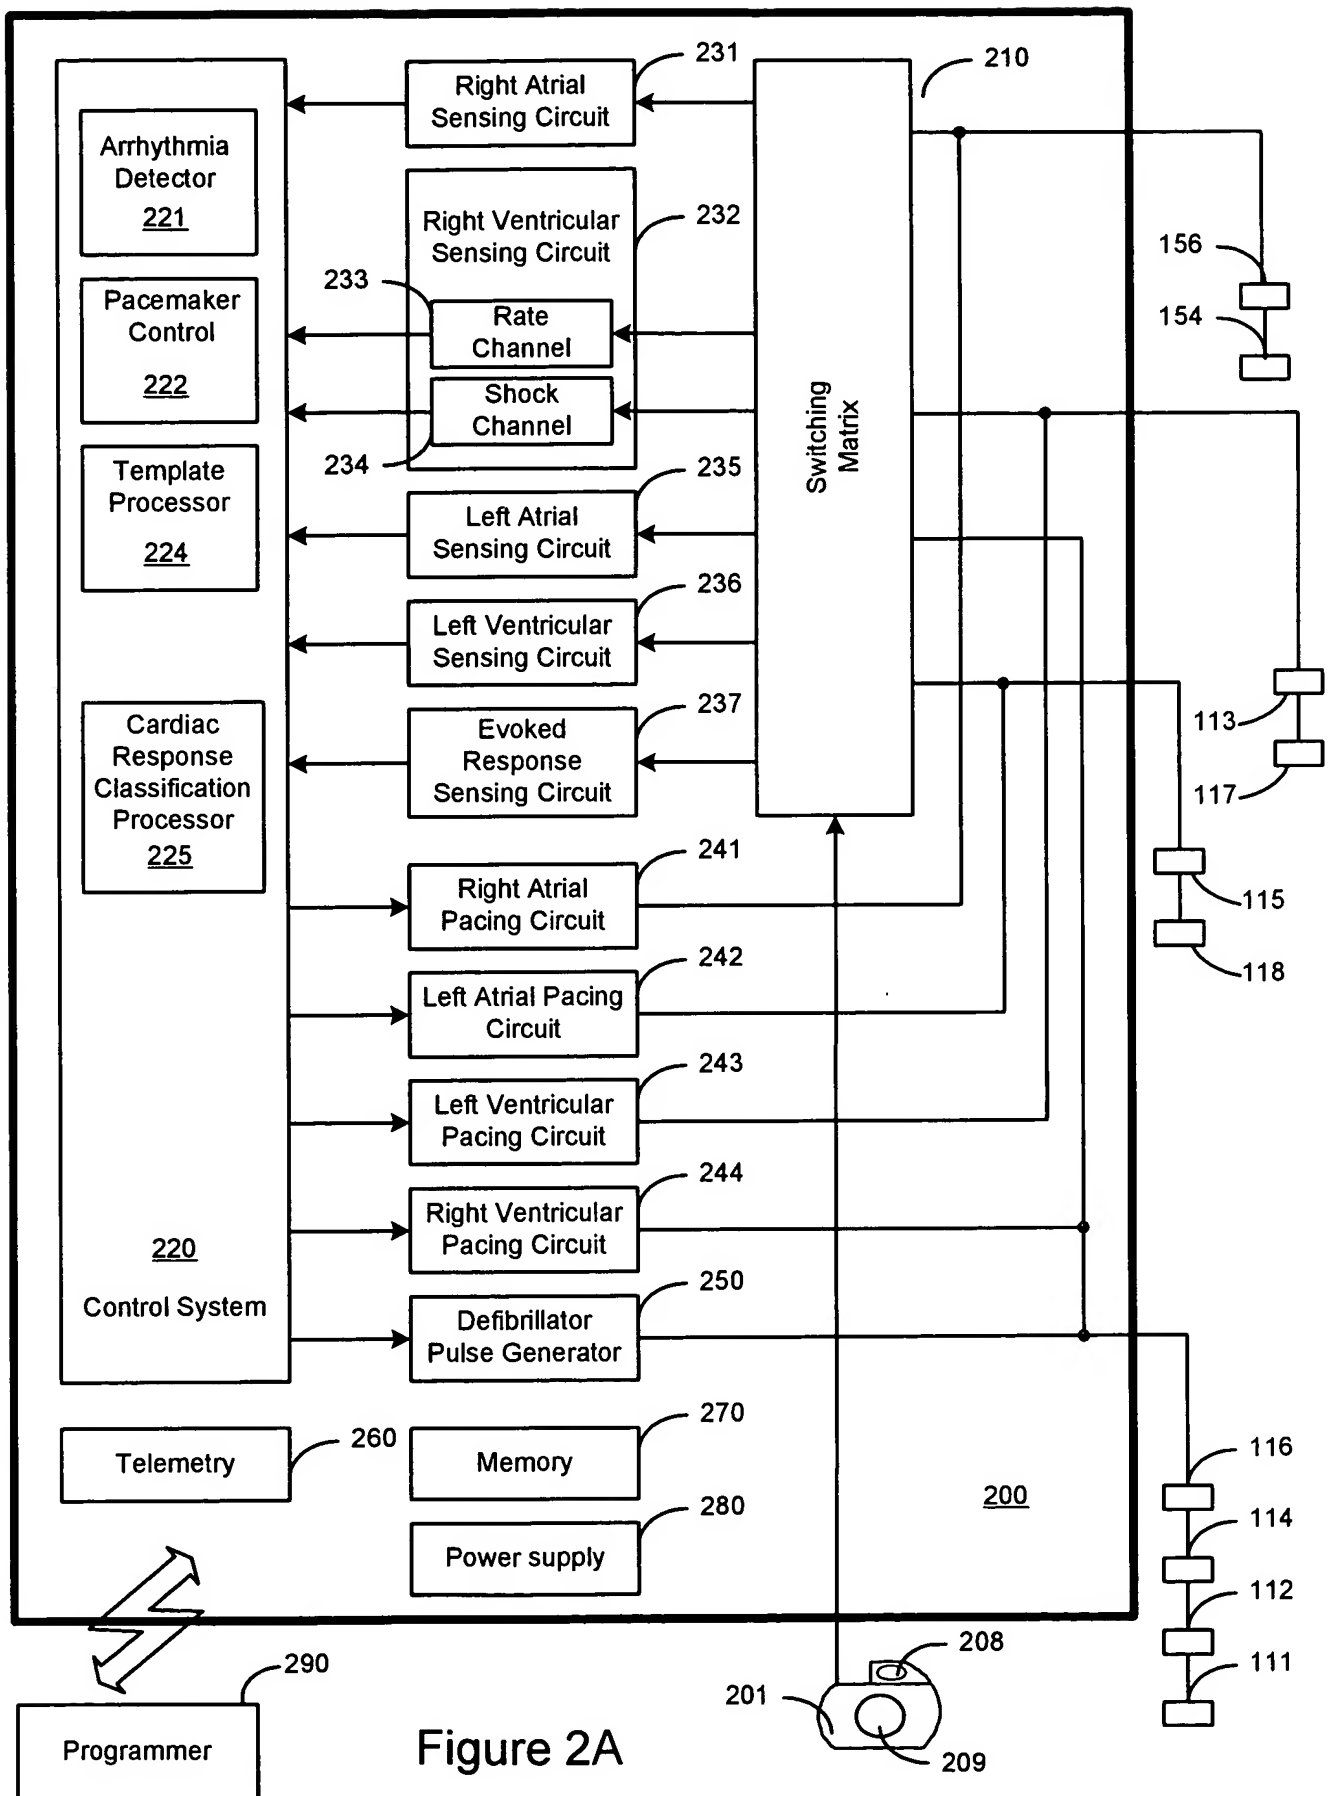 231
Right Atrial
Sensing Circuit
210
Arrhythmia
Detector
221
Right Ventricular
Sensing Circuit
232
156
233
Pacemaker
Control
222
Rate
Channel
154
Shock
Channel
234
Switching
Matrix
235
Template
Processor
224
Left Atrial
Sensing Circuit
236
Left Ventricular
Sensing Circuit
237
Cardiac
Response
Classification
Processor
225
Evoked
Response
Sensing Circuit
113
117
241
Right Atrial
Pacing Circuit
115
242
118
Left Atrial Pacing
Circuit
243
Left Ventricular
Pacing Circuit
244
Right Ventricular
Pacing Circuit
220
Control System
250
Defibrillator
Pulse Generator
270
260
Telemetry
Memory
116
200
280
114
Power supply
112
208
111
290
201
Programmer
Figure 2A
209